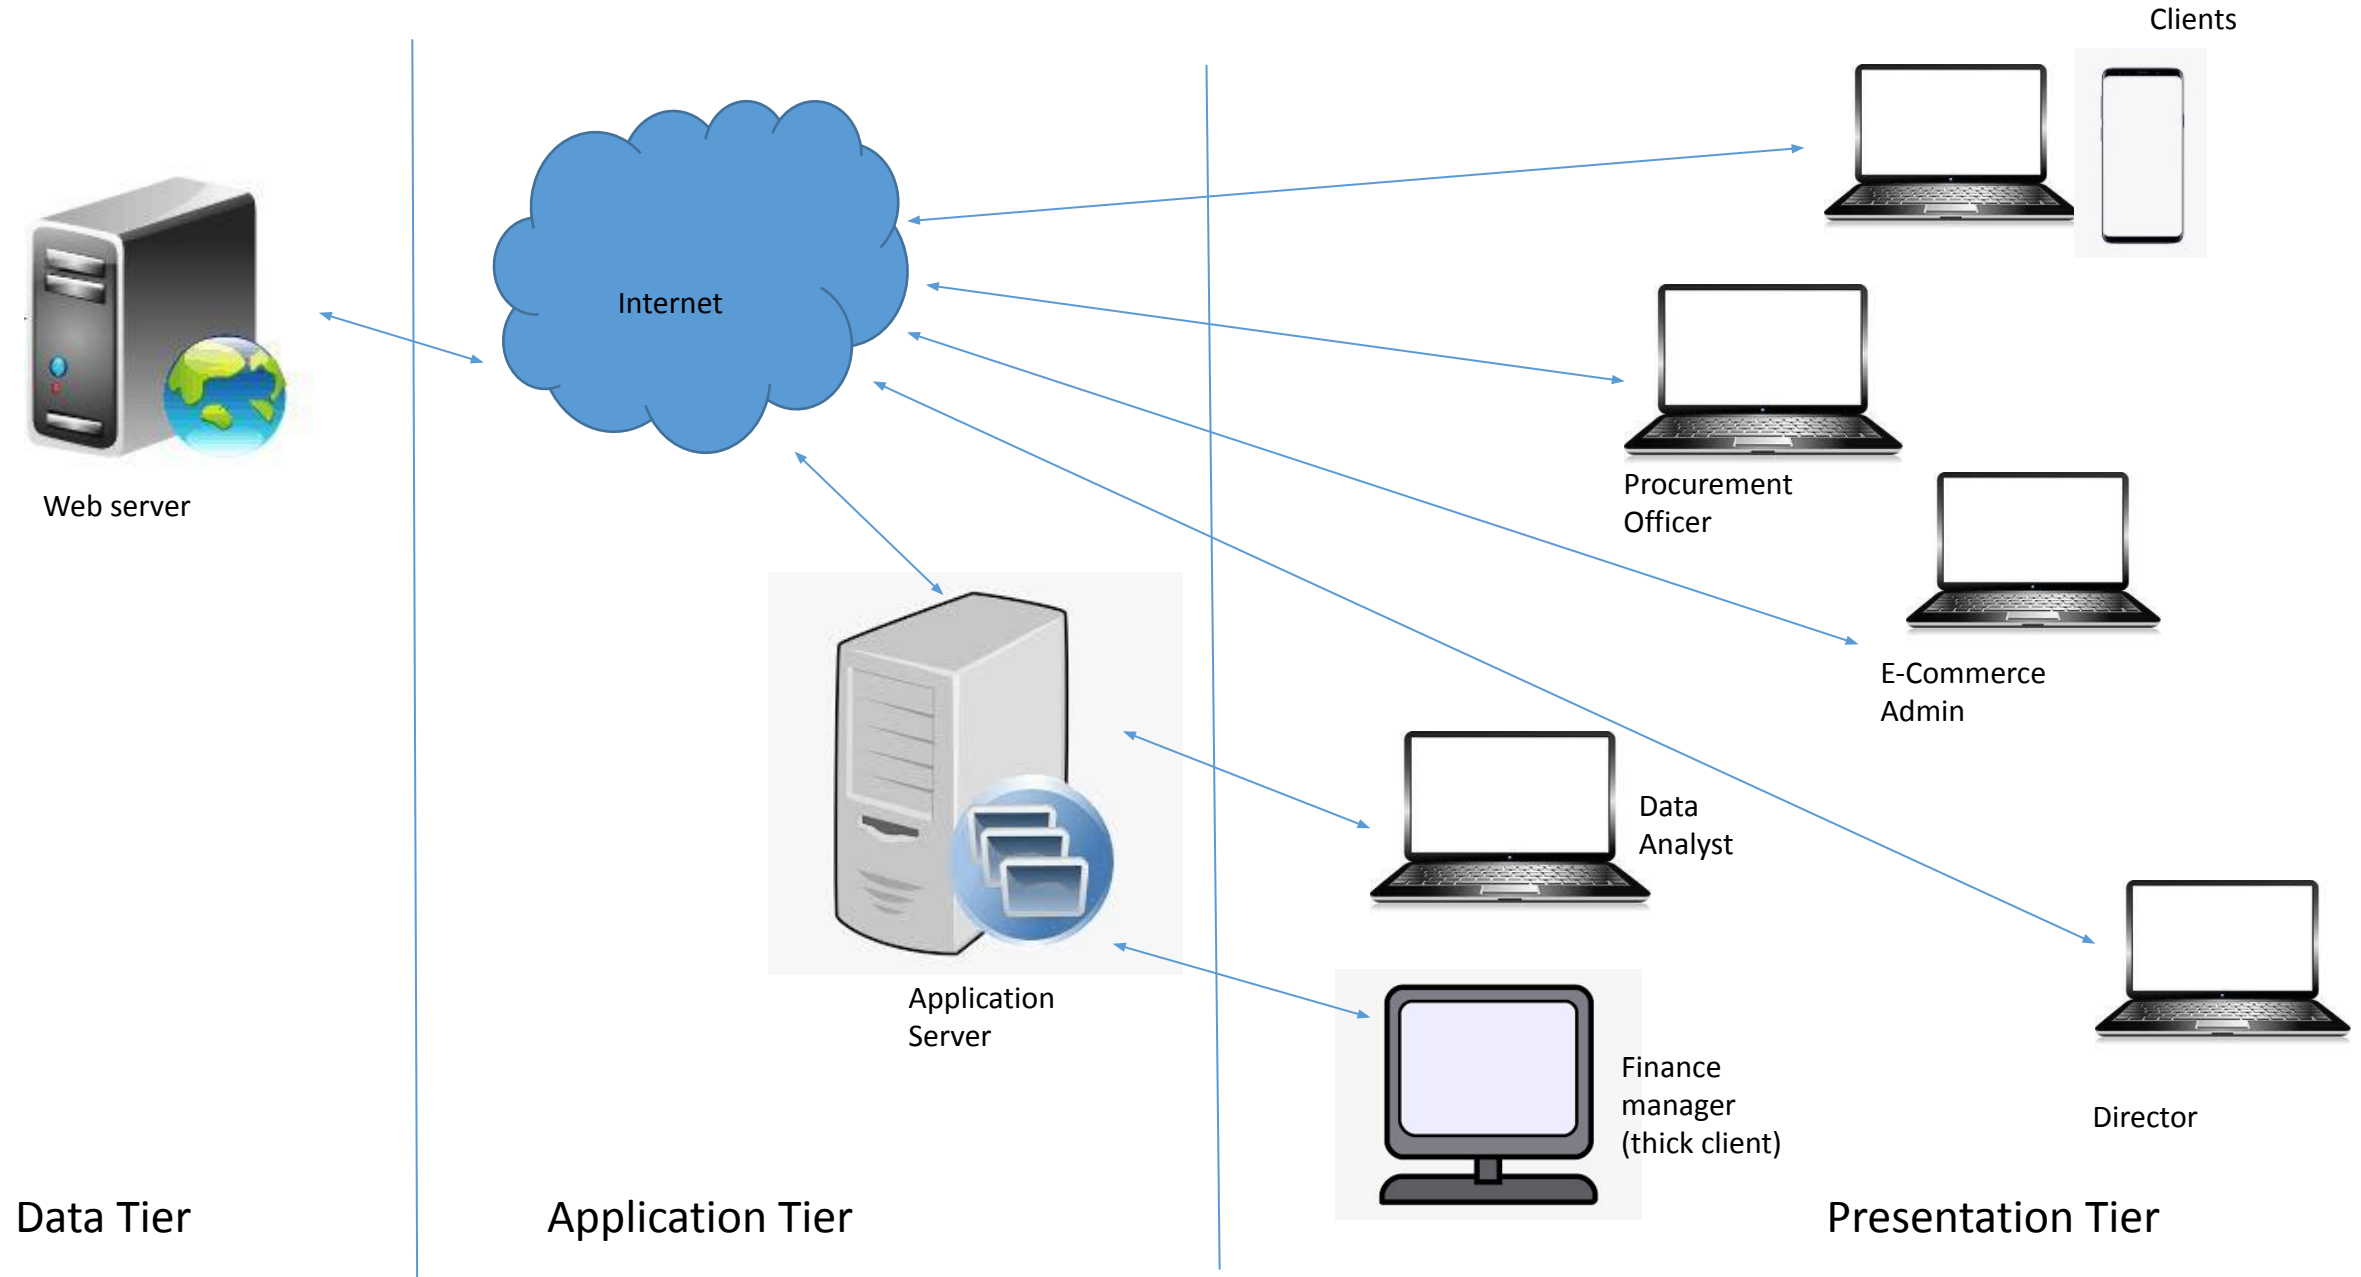 Clients
Internet
Web server
Procurement
Officer
E-Commerce
Admin
Data
Analyst
Application
Server
Finance
manager
(thick client)
Director
Data Tier
Application Tier
Presentation Tier